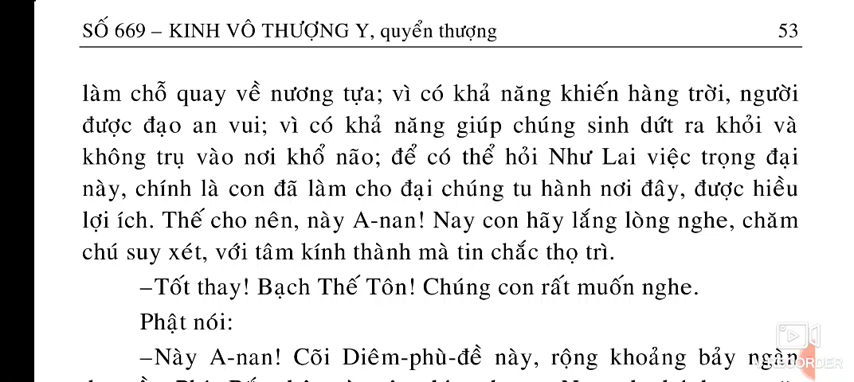 SỐ 669 – KINH VÔ THƯỢNG Y, quyển thượng 53
làm chỗ quay về nương tựa; vì có khả năng khiến hàng trời, người
được đạo an vui; vì có khả năng giúp chúng sinh dứt ra khỏi và
không trụ vào nơi khổ não; để có thể hỏi Như Lai việc trọng đại
này, chính là con đã làm cho đại chúng tu hành nơi đây, được hiều
lợi ích. Thế cho nên, này A-nan! Nay con hãy lắng lòng nghe, chăm
chú suy xét, với tâm kính thành mà tin chắc thọ trì.
–Tốt thay! Bạch Thế Tôn! Chúng con rất muốn nghe.
Phật nói:
–Này A-nan! Cõi Diêm-phù-đề này, rộng khoảng bảy ngàn